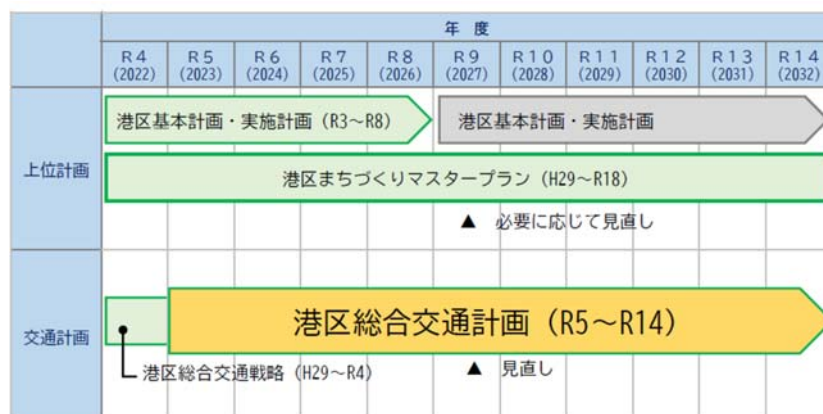 年 度
R4 R5 R6 R7 R8 R9 R10 R11 R12 R13 R14
(2022) (2023) (2024) (2025) (2026) (2027) (2028) (2029) (2030) (2031) (2032)
上位計画
港区基本計画・実施計画（R3～R8） 港区基本計画・実施計画
港区まちづくりマスタープラン（H29～R18）
▲ 必要に応じて見直し
交通計画
港区総合交通計画（R5～R14）
港区総合交通戦略（H29～R4）
▲ 見直し